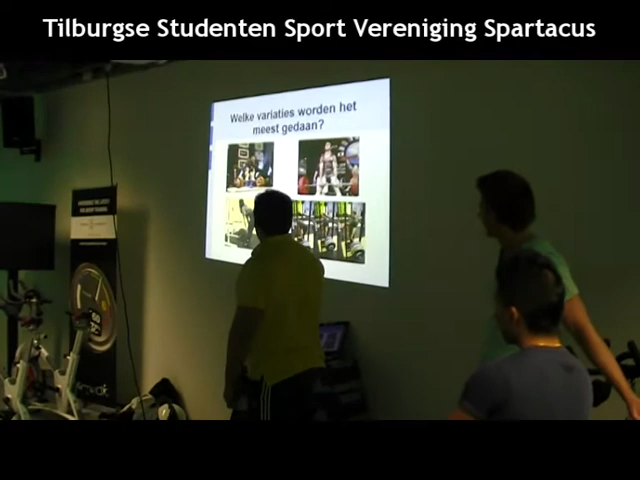 Tilburgse Studenten Sport Vereniging Spartacus
Welke variaties worden het
meest gedaan?